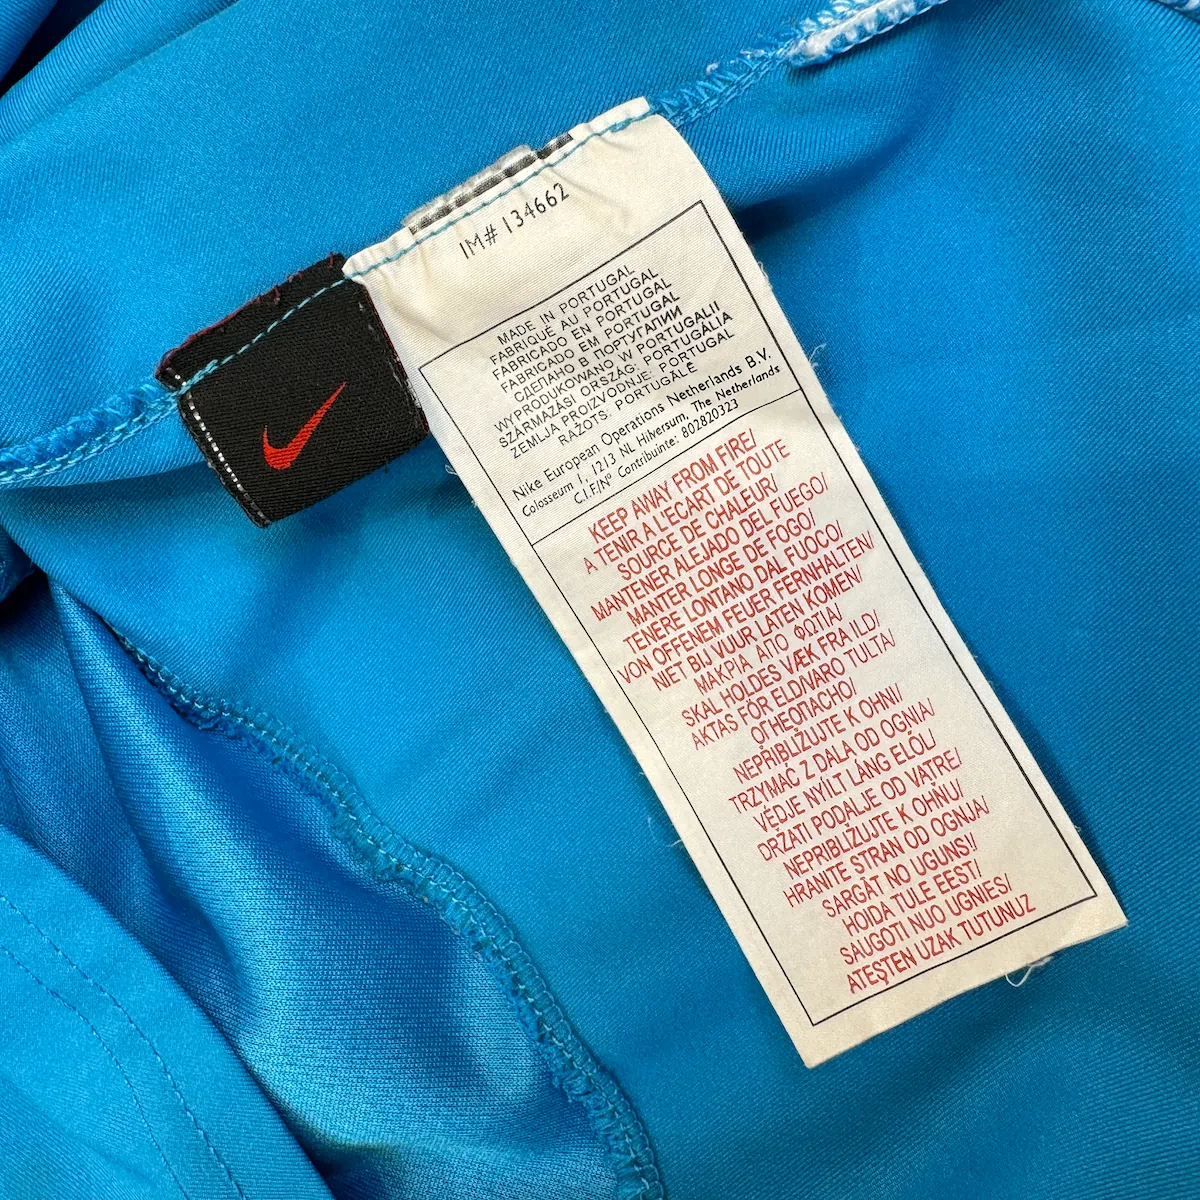 IM# 134662
MADE IN PORTUGAL
FABRIQUÉ AU PORTUGAL
FABRICADO EN PORTUGAL
FABRICADO EM PORTUGAL
СДЕЛАНО В ПОРТУГАЛИИ
WYPRODUKOWANO W PORTUGALII
SZÁRMAZÁSI ORSZÁG: PORTUGÁLIA
ZEMLJA PROIZVODNJE: PORTUGAL
RAŽOTS: PORTUGALĒ
Nike European Operations Netherlands B.V.
Colosseum 1, 1213 NL Hilversum, The Netherlands
C.I.F/Nº Contribuinte: 802820323
KEEP AWAY FROM FIRE/
A TENIR A L'ECART DE TOUTE
SOURCE DE CHALEUR/
MANTENER ALEJADO DEL FUEGO/
MANTER LONGE DE FOGO/
TENERE LONTANO DAL FUOCO/
VON OFFENEM FEUER FERNHALTEN/
NIET BIJ VUUR LATEN KOMEN/
ΜΑΚΡΙΑ ΑΠΟ ΦΩΤΙΑ/
SKAL HOLDES VÆK FRA ILD/
AKTAS FÖR ELD/VARO TULTA/
ОГНЕОПАСНО/
NEPŘIBLIŽUJTE K OHNI/
TRZYMAĆ Z DALA OD OGNIA/
VÉDJE NYÍLT LÁNG ELŐL/
DRŽATI PODALJE OD VATRE/
NEPRIBLIŽUJTE K OHŇU/
HRANITE STRAN OD OGNJA/
SARGĀT NO UGUNS!/
HOIDA TULE EEST/
SAUGOTI NUO UGNIES/
ATEŞTEN UZAK TUTUNUZ